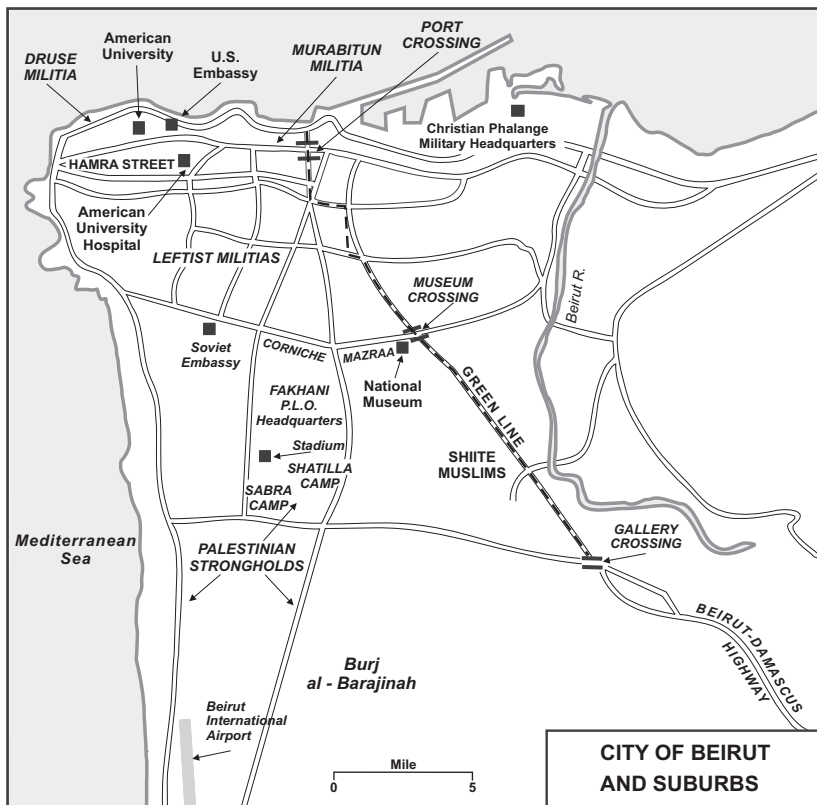 PORT
CROSSING
American
University
DRUSE
MILITIA
U.S.
Embassy
MURABITUN
MILITIA
Christian Phalange
Military Headquarters
< HAMRA STREET
American
University
Hospital
LEFTIST MILITIAS
MUSEUM
CROSSING
Beirut R.
Soviet
Embassy
CORNICHE
MAZRAA
National
Museum
GREEN LINE
FAKHANI
P.L.O.
Headquarters
Stadium
SHATILLA
CAMP
SABRA
CAMP
SHIITE
MUSLIMS
GALLERY
CROSSING
Mediterranean
Sea
PALESTINIAN
STRONGHOLDS
BEIRUT-DAMASCUS
HIGHWAY
Burj
al - Barajinah
Beirut
International
Airport
Mile
0 5
CITY OF BEIRUT
AND SUBURBS